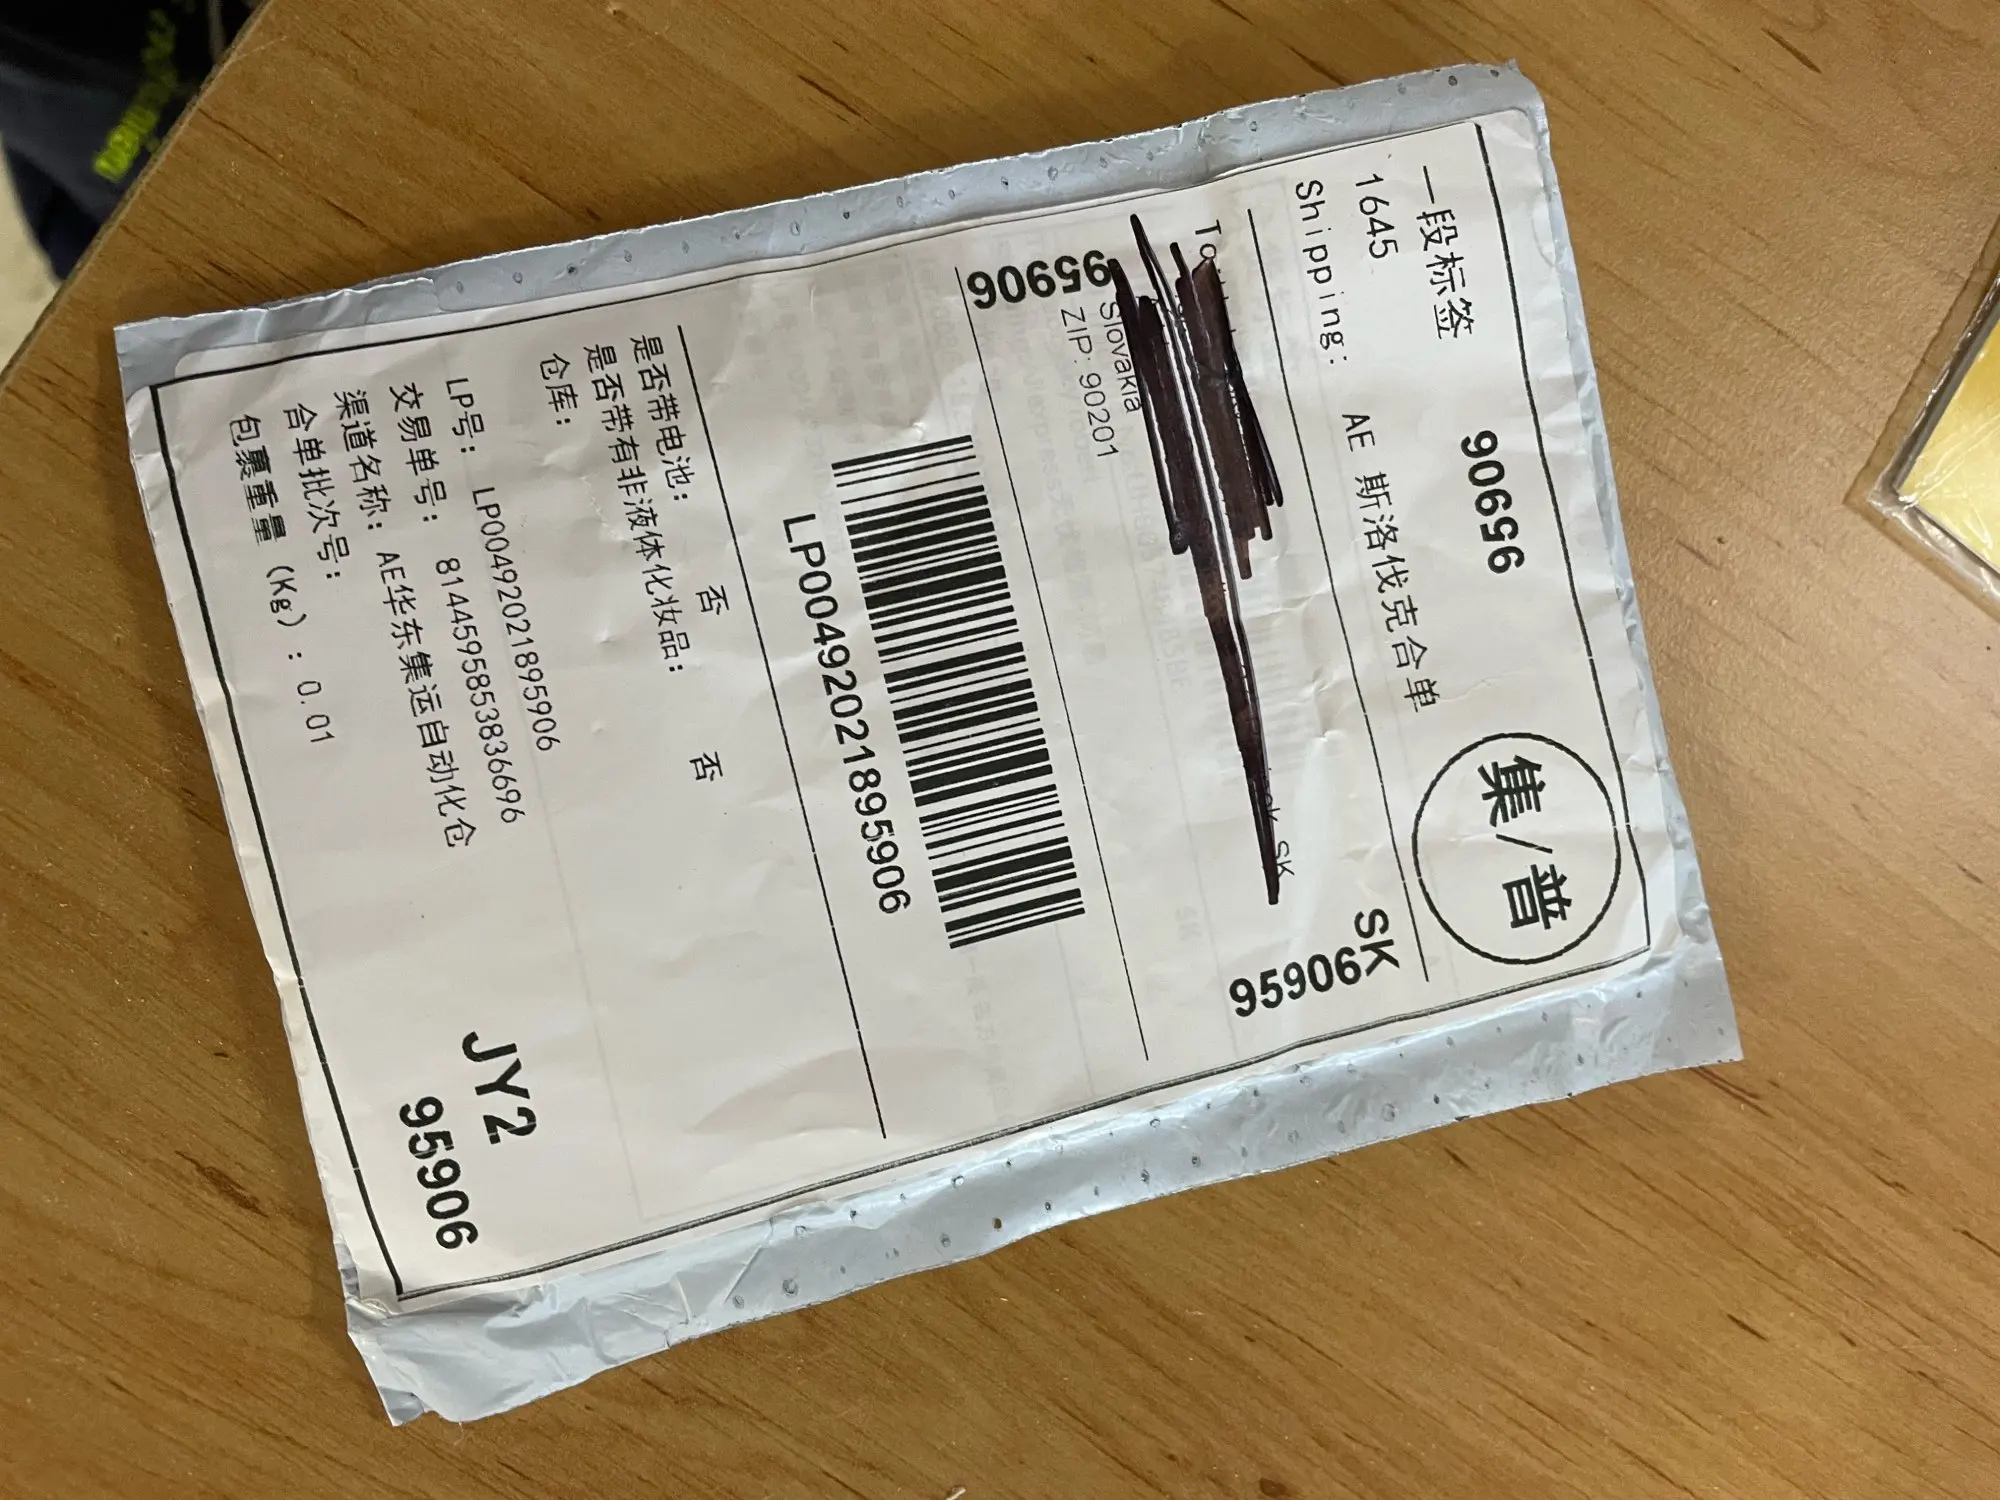 一段标签
95906
集/普
1645
Shipping:
AE 斯洛伐克合单
SK
95906
SK
Slovakia
ZIP: 90201
95906
LP00492021895906
是否带电池: 否
是否带有非液体化妆品: 否
仓库:
LP号: LP00492021895906
交易单号: 8144595853836696
渠道名称: AE华东集运自动化仓
合单批次号:
包裹重量 (Kg) : 0.01
JY2
95906